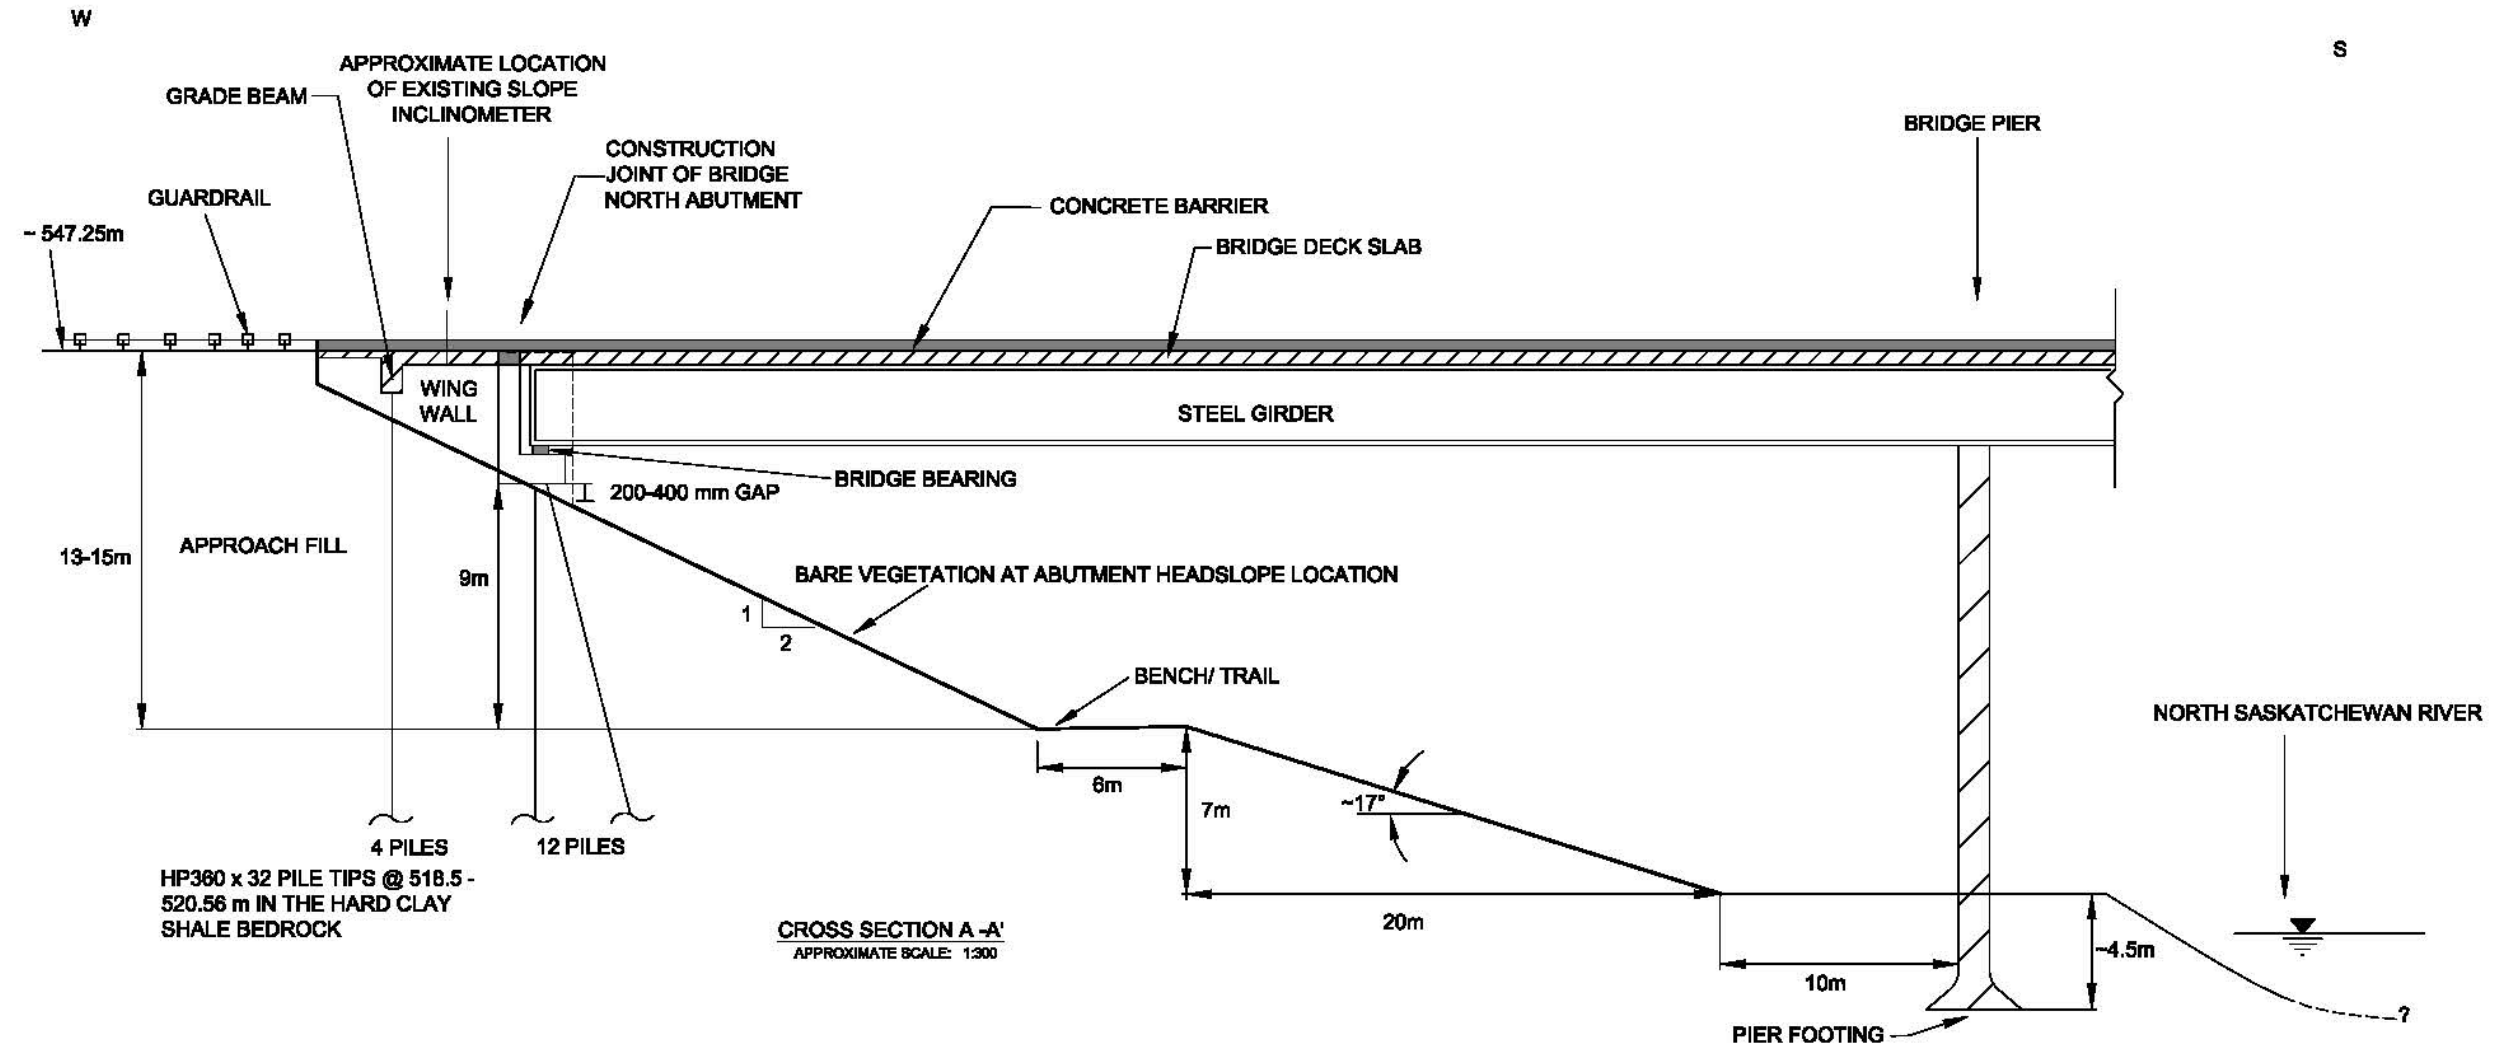 W
S
APPROXIMATE LOCATION
OF EXISTING SLOPE
INCLINOMETER
GRADE BEAM
BRIDGE PIER
CONSTRUCTION
JOINT OF BRIDGE
NORTH ABUTMENT
GUARDRAIL
CONCRETE BARRIER
~ 547.25m
BRIDGE DECK SLAB
WING
WALL
STEEL GIRDER
BRIDGE BEARING
200-400 mm GAP
APPROACH FILL
13-15m
9m
BARE VEGETATION AT ABUTMENT HEADSLOPE LOCATION
1
2
BENCH/ TRAIL
NORTH SASKATCHEWAN RIVER
6m
7m
~17°
4 PILES
12 PILES
HP360 x 32 PILE TIPS @ 518.5 -
520.56 m IN THE HARD CLAY
SHALE BEDROCK
CROSS SECTION A -A'
APPROXIMATE SCALE: 1:300
20m
~4.5m
10m
?
PIER FOOTING